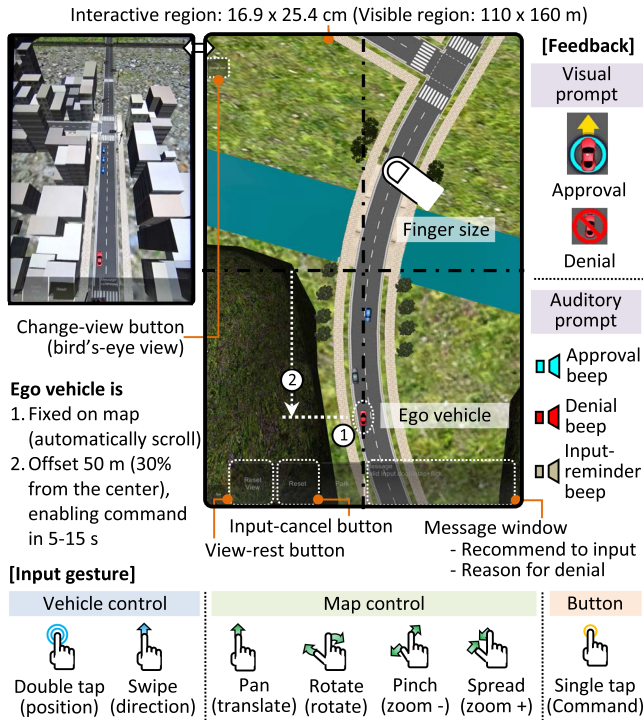 Interactive region: 16.9 x 25.4 cm (Visible region: 110 x 160 m)
[Feedback]
Visual
prompt
Approval
Denial
Auditory
prompt
Approval
beep
Denial
beep
Input-
reminder
beep
Finger size
Ego vehicle
2
1
Change-view button
(bird's-eye view)
Ego vehicle is
1. Fixed on map
(automatically scroll)
2. Offset 50 m (30%
from the center),
enabling command
in 5-15 s
Reset
View
Reset
Park
Message
Input-cancel button
View-rest button
Message window
- Recommend to input
- Reason for denial
[Input gesture]
Vehicle control
Map control
Button
Double tap
(position)
Swipe
(direction)
Pan
(translate)
Rotate
(rotate)
Pinch
(zoom -)
Spread
(zoom +)
Single tap
(Command)